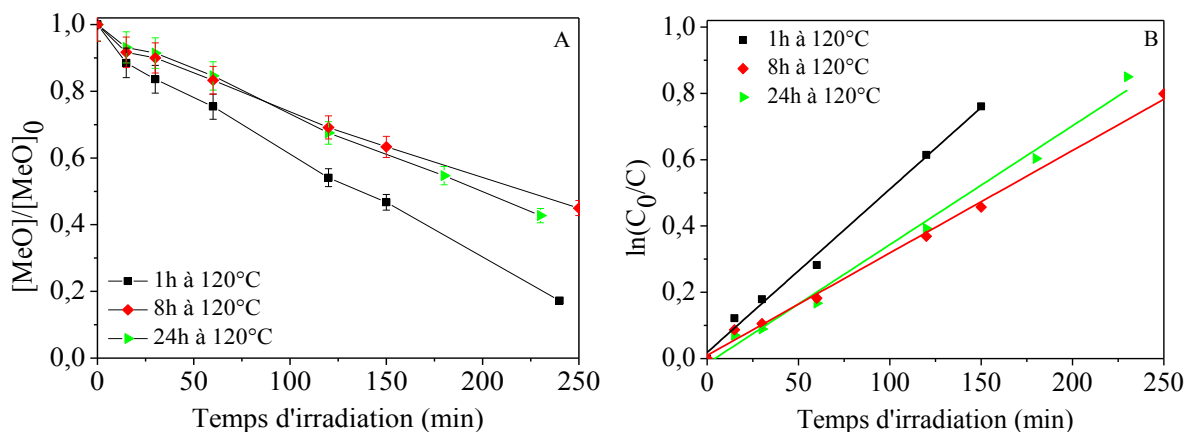 A
[MeO]/[MeO]0
1,0
0,8
0,6
0,4
0,2
0,0
1h à 120°C
8h à 120°C
24h à 120°C
0 50 100 150 200 250
Temps d'irradiation (min)
B
ln(C0/C)
1,0
0,8
0,6
0,4
0,2
0,0
1h à 120°C
8h à 120°C
24h à 120°C
0 50 100 150 200 250
Temps d'irradiation (min)